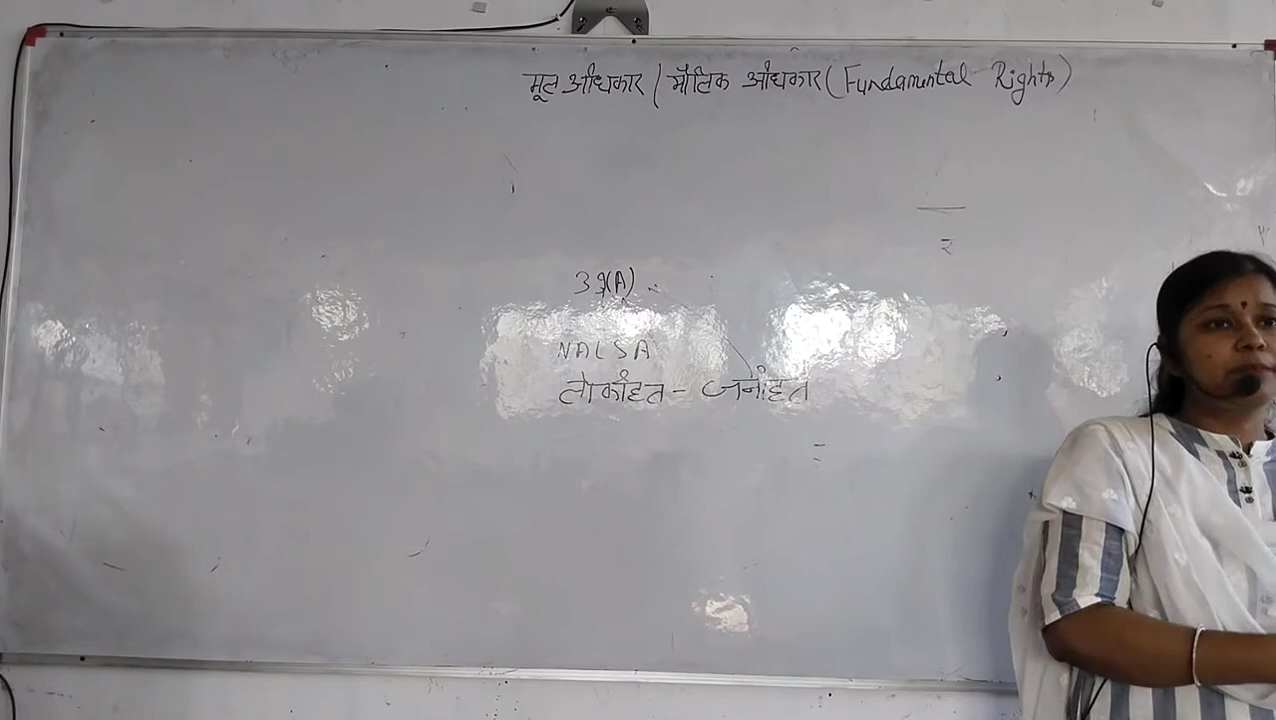 मूल अधिकार / मौलिक अधिकार (Fundamental Rights)
39(A)
NALSA
लोकहित - जनहित